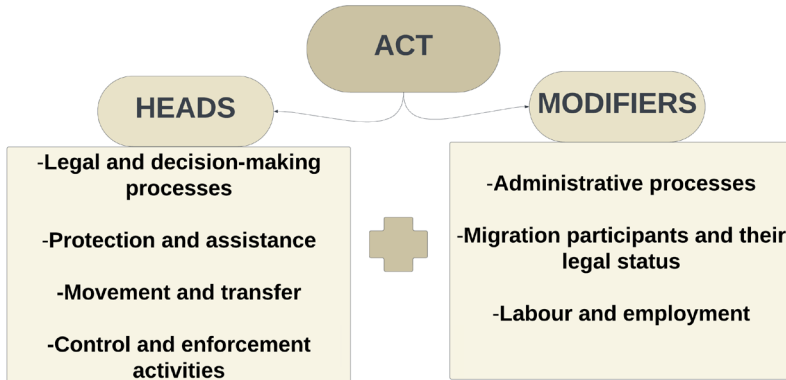 ACT
HEADS
MODIFIERS
-Legal and decision-making
processes
-Protection and assistance
-Movement and transfer
-Control and enforcement
activities
-Administrative processes
-Migration participants and their
legal status
-Labour and employment